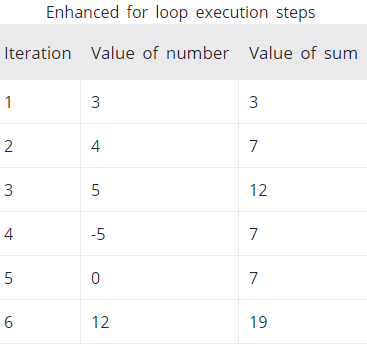 Enhanced for loop execution steps
Iteration Value of number Value of sum
1 3 3
2 4 7
3 5 12
4 -5 7
5 0 7
6 12 19